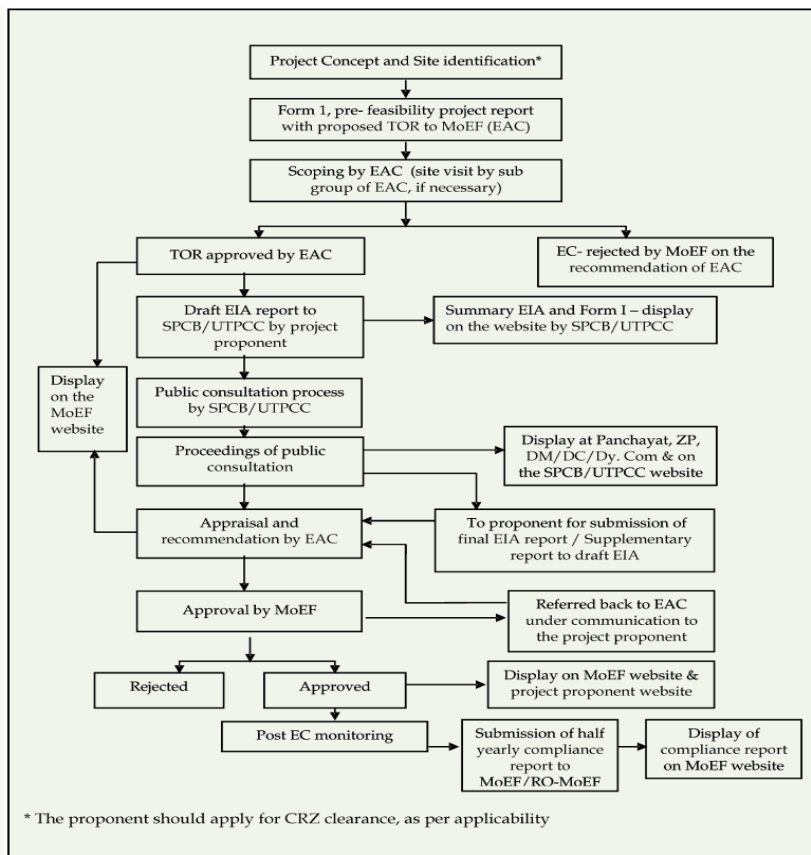 Project Concept and Site identification*
Form 1, pre- feasibility project report
with proposed TOR to MoEF (EAC)
Scoping by EAC (site visit by sub
group of EAC, if necessary)
TOR approved by EAC
EC- rejected by MoEF on the
recommendation of EAC
Draft EIA report to
SPCB/UTPCC by project
proponent
Summary EIA and Form I – display
on the website by SPCB/UTPCC
Display
on the
MoEF
website
Public consultation process
by SPCB/UTPCC
Proceedings of public
consultation
Display at Panchayat, ZP,
DM/DC/Dy. Com & on
the SPCB/UTPCC website
Appraisal and
recommendation by EAC
To proponent for submission of
final EIA report / Supplementary
report to draft EIA
Approval by MoEF
Referred back to EAC
under communication to
the project proponent
Rejected
Approved
Display on MoEF website &
project proponent website
Post EC monitoring
Submission of half
yearly compliance
report to
MoEF/RO-MoEF
Display of
compliance report
on MoEF website
* The proponent should apply for CRZ clearance, as per applicability